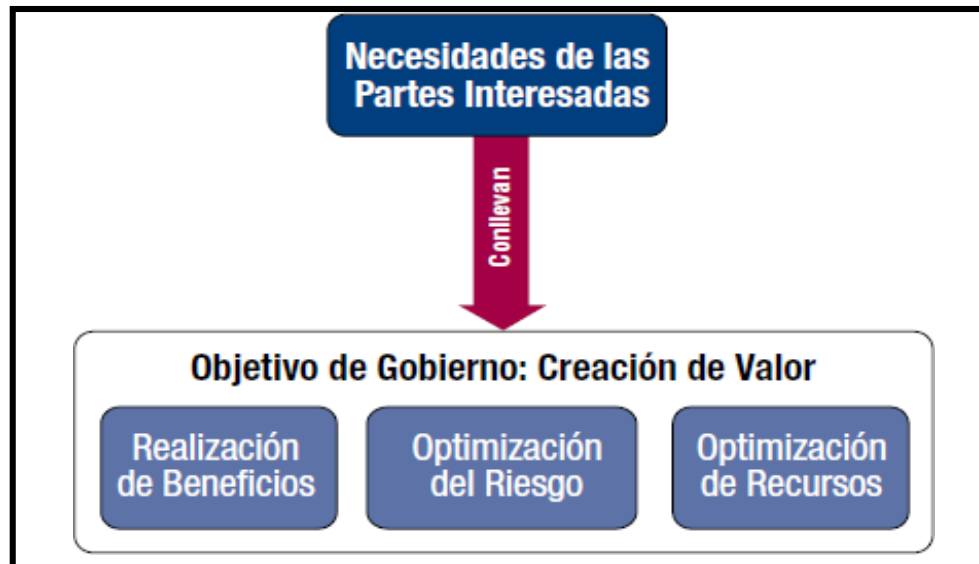 Necesidades de las
Partes Interesadas
Conllevan
Objetivo de Gobierno: Creación de Valor
Realización
de Beneficios
Optimización
del Riesgo
Optimización
de Recursos